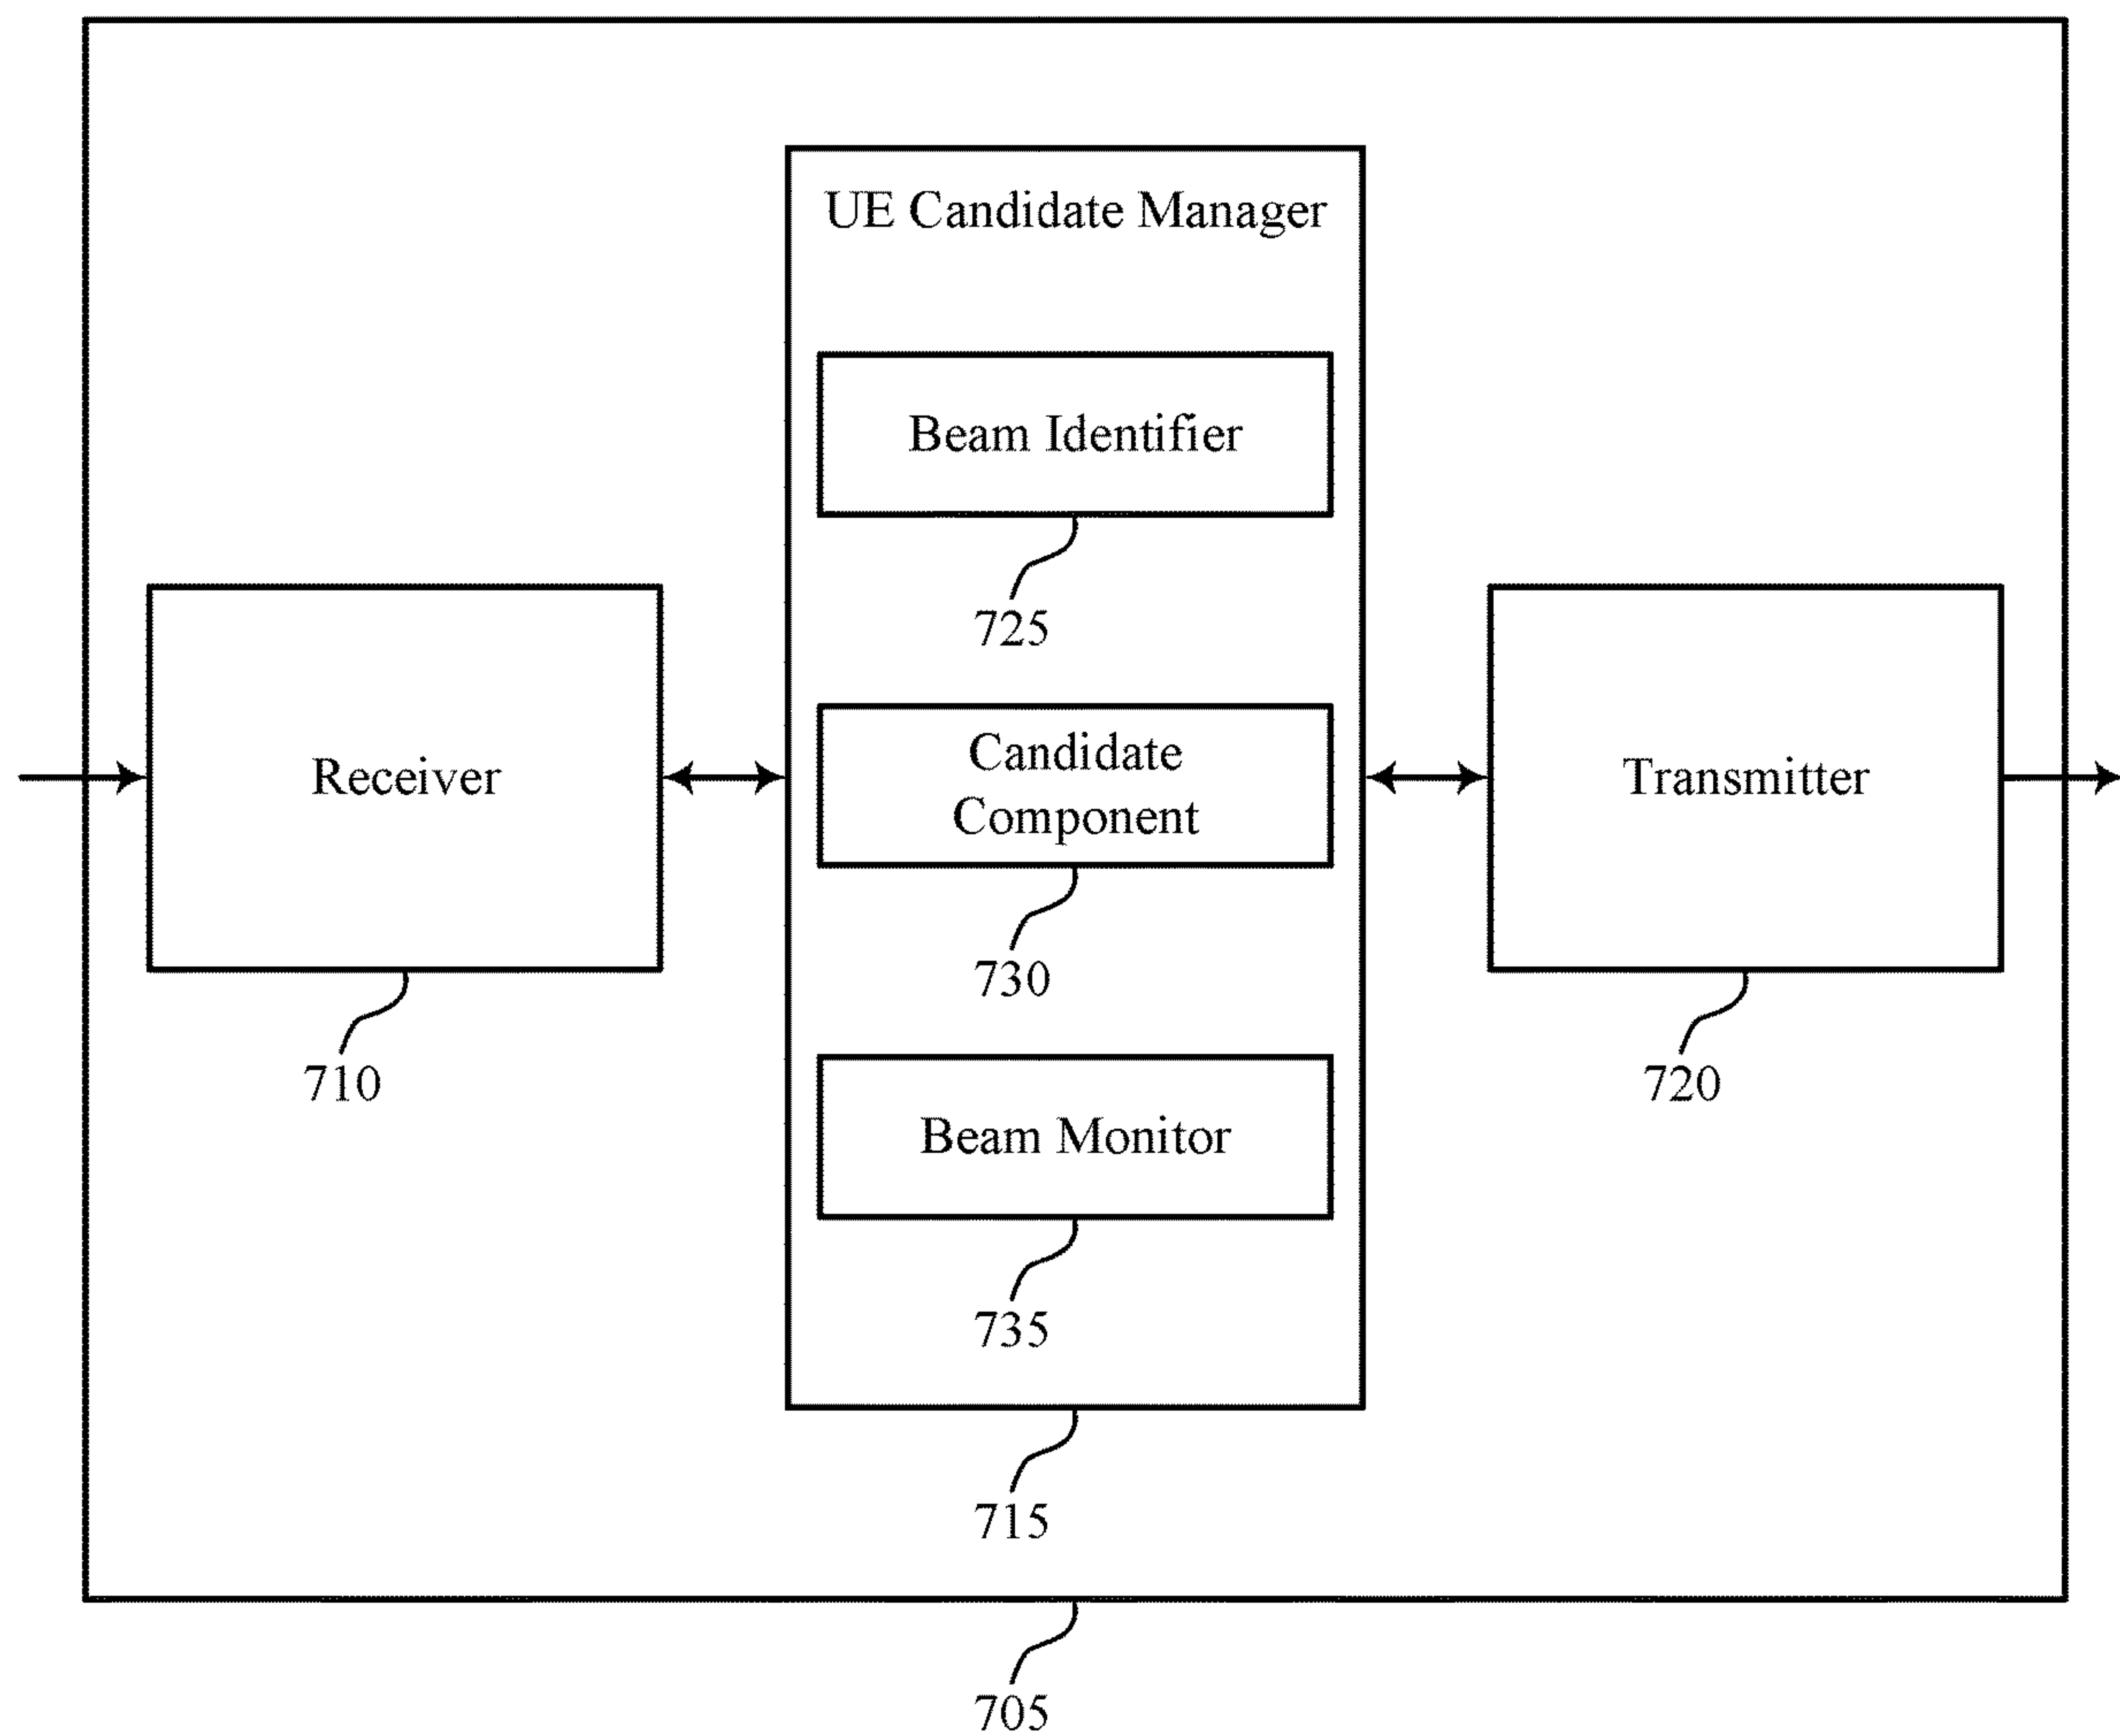 UE Candidate Manager
Beam Identifier
725
Receiver
Candidate
Component
Transmitter
730
710
720
Beam Monitor
735
715
705